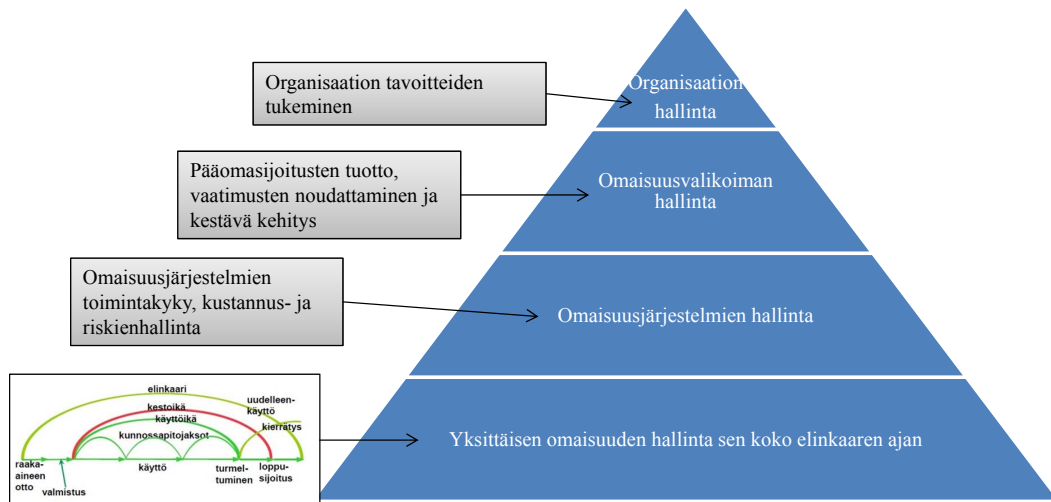 Organisaation tavoitteiden
tukeminen
Organisaation
hallinta
Pääomasijoitusten tuotto,
vaatimusten noudattaminen ja
kestävä kehitys
Omaisuusvalikoiman
hallinta
Omaisuusjärjestelmien
toimintakyky, kustannus- ja
riskienhallinta
Omaisuusjärjestelmien hallinta
elinkaari
uudelleen-
käyttö
kestoikä
käyttöikä
kierrätys
kunnossapitojaksot
raaka-
aineen
otto
valmistus
käyttö
turmel-
tuminen
loppu-
sijoitus
Yksittäisen omaisuuden hallinta sen koko elinkaaren ajan